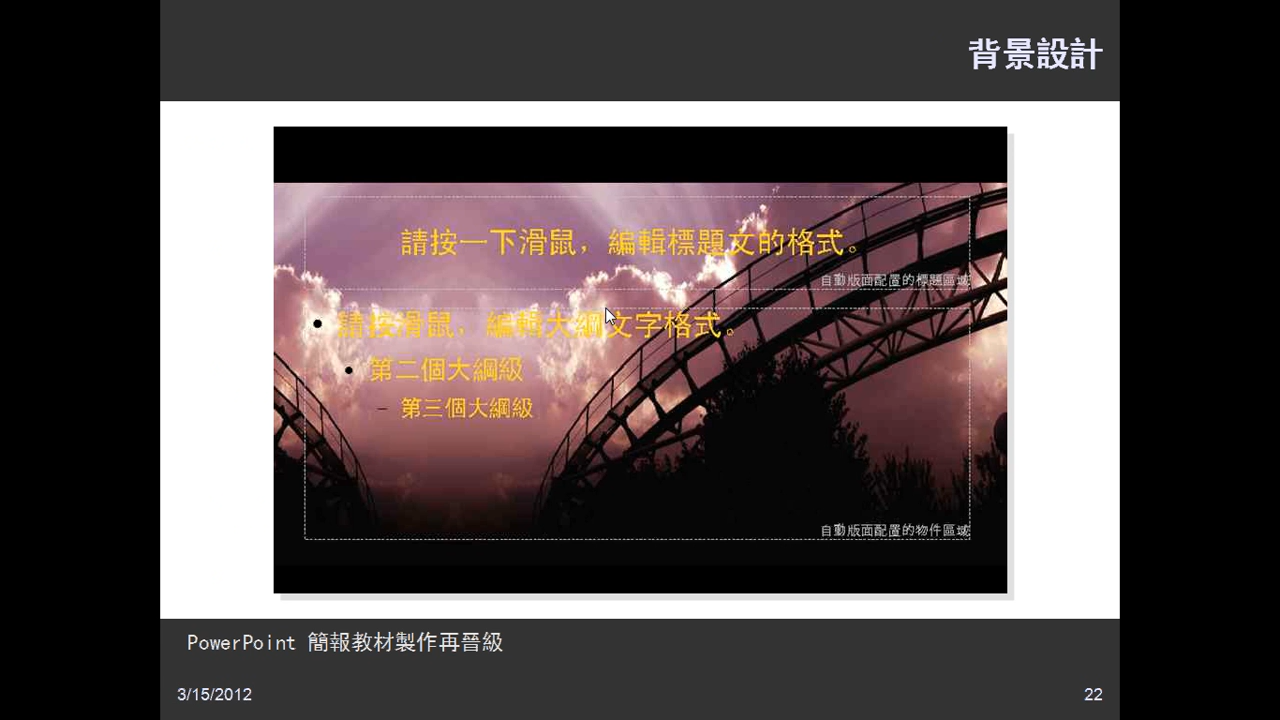 背景設計
請按一下滑鼠，編輯標題文的格式。
自動版面配置的標題區域
• 請按滑鼠，編輯大綱文字格式。
• 第二個大綱級
– 第三個大綱級
自動版面配置的物件區域
PowerPoint 簡報教材製作再晉級
3/15/2012
22